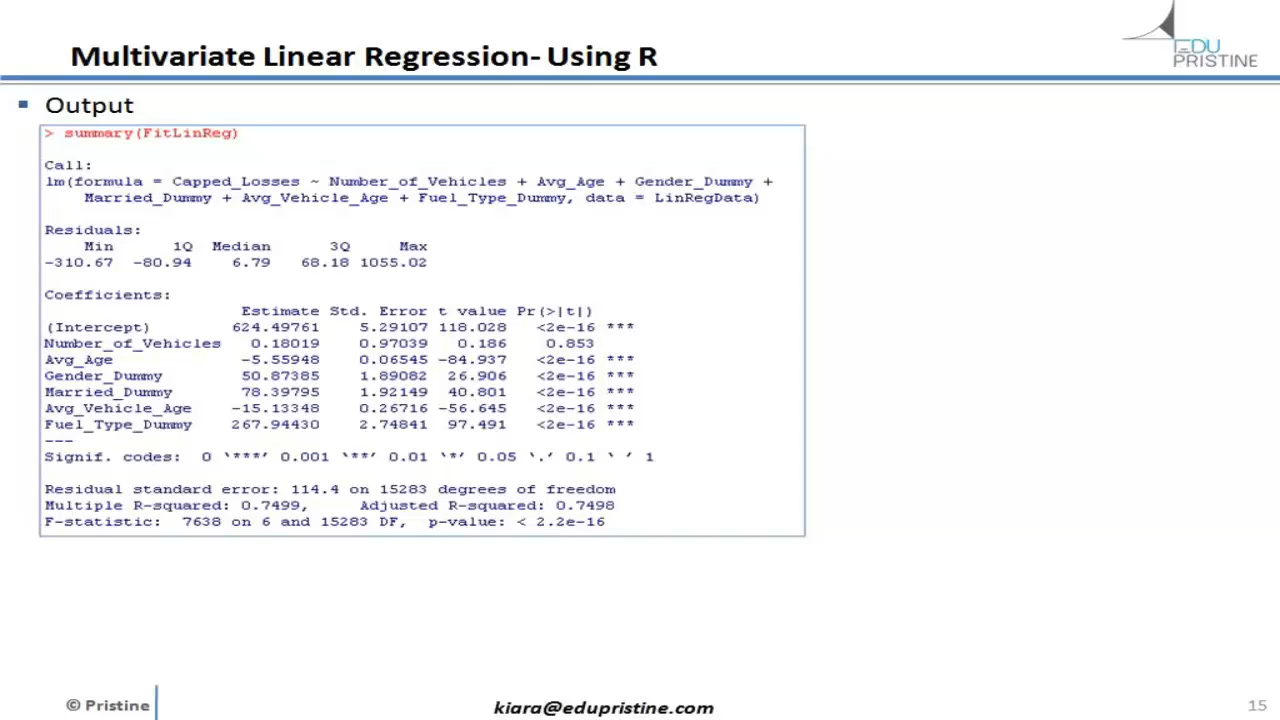 Multivariate Linear Regression- Using R
EDU
PRISTINE
Output
> summary(FitLinReg)
Call:
lm(formula = Capped_Losses ~ Number_of_Vehicles + Avg_Age + Gender_Dummy +
Married_Dummy + Avg_Vehicle_Age + Fuel_Type_Dummy, data = LinRegData)
Residuals:
Min 1Q Median 3Q Max
-310.67 -80.94 6.79 68.18 1055.02
Coefficients:
Estimate Std. Error t value Pr(>|t|)
(Intercept) 624.49761 5.29107 118.028 <2e-16 ***
Number_of_Vehicles 0.18019 0.97039 0.186 0.853
Avg_Age -5.55948 0.06545 -84.937 <2e-16 ***
Gender_Dummy 50.87385 1.89082 26.906 <2e-16 ***
Married_Dummy 78.39795 1.92149 40.801 <2e-16 ***
Avg_Vehicle_Age -15.13348 0.26716 -56.645 <2e-16 ***
Fuel_Type_Dummy 267.94430 2.74841 97.491 <2e-16 ***
---
Signif. codes: 0 ‘***’ 0.001 ‘**’ 0.01 ‘*’ 0.05 ‘.’ 0.1 ‘ ’ 1
Residual standard error: 114.4 on 15283 degrees of freedom
Multiple R-squared: 0.7499, Adjusted R-squared: 0.7498
F-statistic: 7638 on 6 and 15283 DF, p-value: < 2.2e-16
© Pristine
kiara@edupristine.com
15